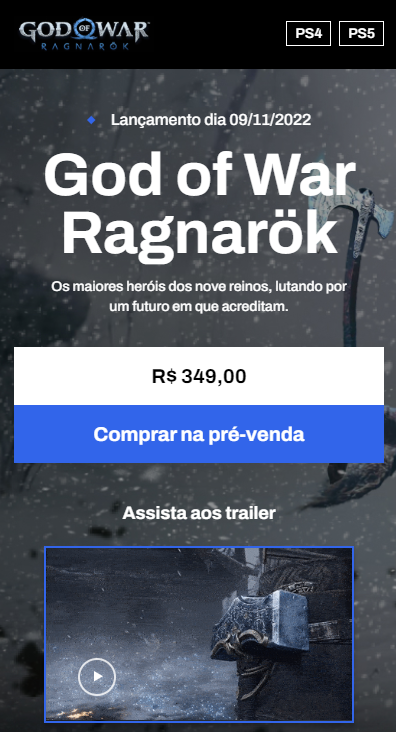 GOD OF WAR
RAGNARÖK
PS4 PS5
Lançamento dia 09/11/2022
God of War
Ragnarök
Os maiores heróis dos nove reinos, lutando por
um futuro em que acreditam.
R$ 349,00
Comprar na pré-venda
Assista aos trailer